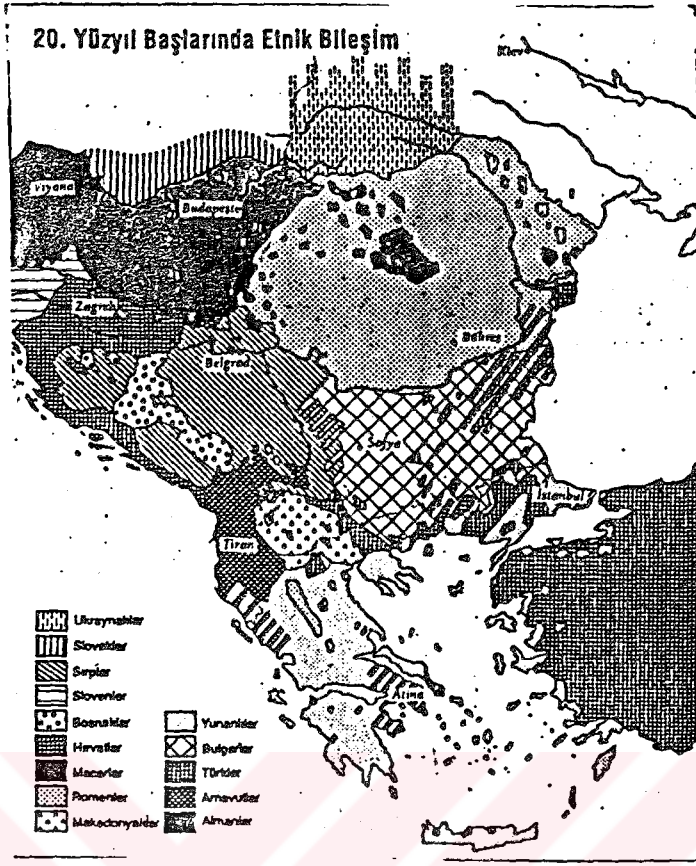 20. Yüzyıl Başlarında Etnik Bileşim
Kiev
Viyana
Budapeşte
Zagreb
Belgrad
Bükreş
Sofya
İstanbul
Tiran
Atina
Ukraynalılar
Slovaklar
Sırplar
Slovenler
Bosnaklar
Hırvatlar
Macarlar
Romenler
Makedonyalılar
Yunanlılar
Bulgarlar
Türkler
Arnavutlar
Almanlar